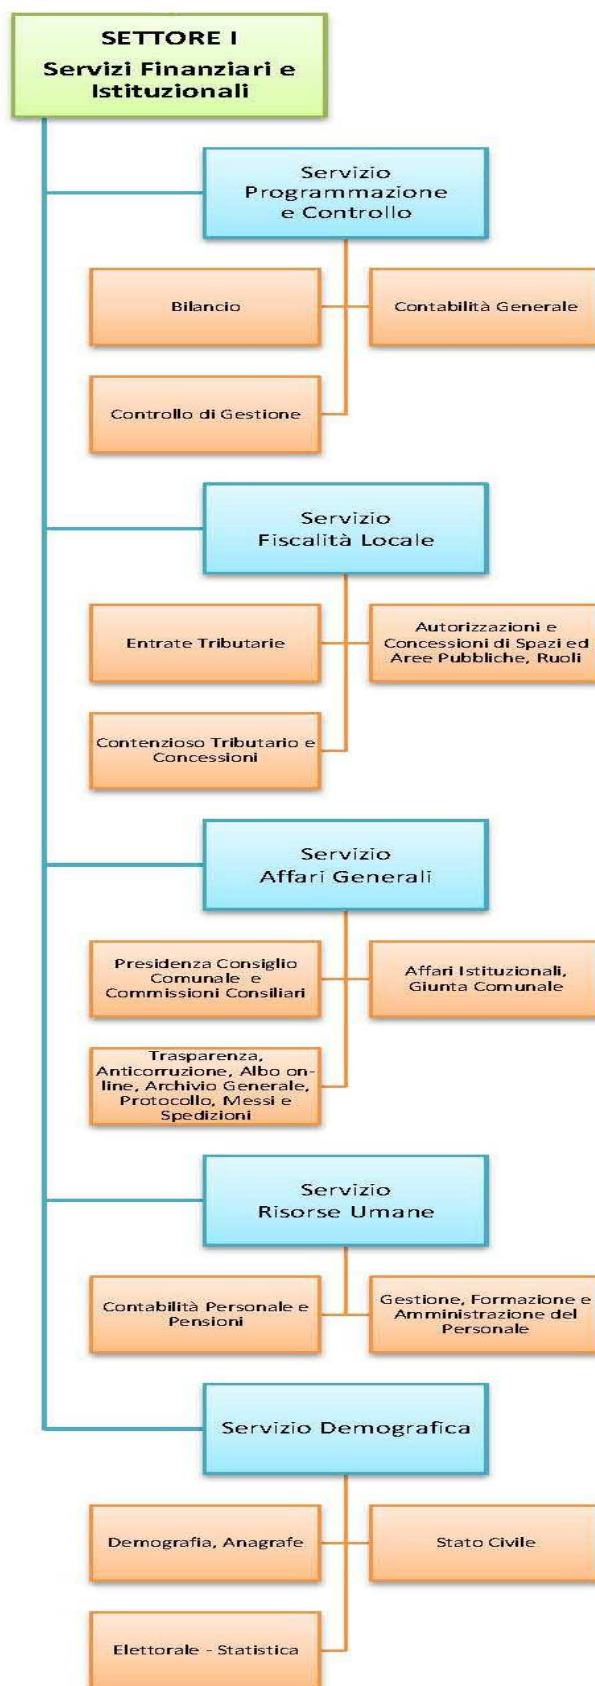 SETTORE I
Servizi Finanziari e
Istituzionali
Servizio
Programmazione
e Controllo
Bilancio
Contabilità Generale
Controllo di Gestione
Servizio
Fiscalità Locale
Entrate Tributarie
Autorizzazioni e
Concessioni di Spazi ed
Aree Pubbliche, Ruoli
Contenzioso Tributario e
Concessioni
Servizio
Affari Generali
Presidenza Consiglio
Comunale e
Commissioni Consiliari
Affari Istituzionali,
Giunta Comunale
Trasparenza,
Anticorruzione, Albo on-
line, Archivio Generale,
Protocollo, Messi e
Spedizioni
Servizio
Risorse Umane
Contabilità Personale e
Pensioni
Gestione, Formazione e
Amministrazione del
Personale
Servizio Demografica
Demografia, Anagrafe
Stato Civile
Elettorale - Statistica